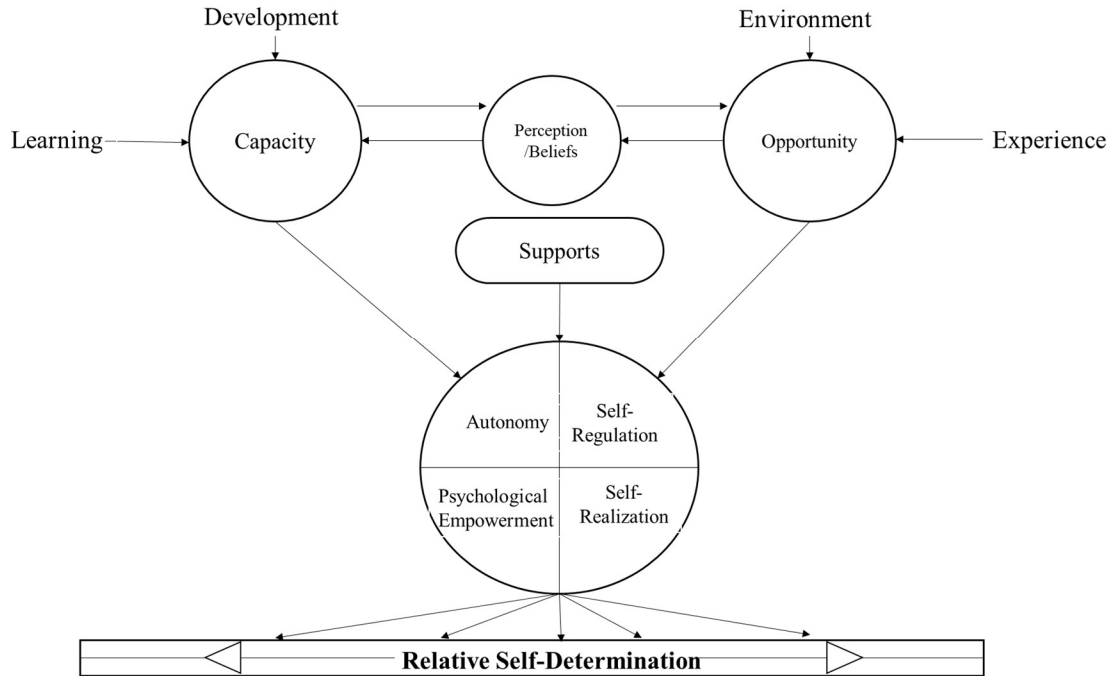 Development
Environment
Learning
Capacity
Perception
/Beliefs
Opportunity
Experience
Supports
Autonomy
Self-
Regulation
Psychological
Empowerment
Self-
Realization
Relative Self-Determination